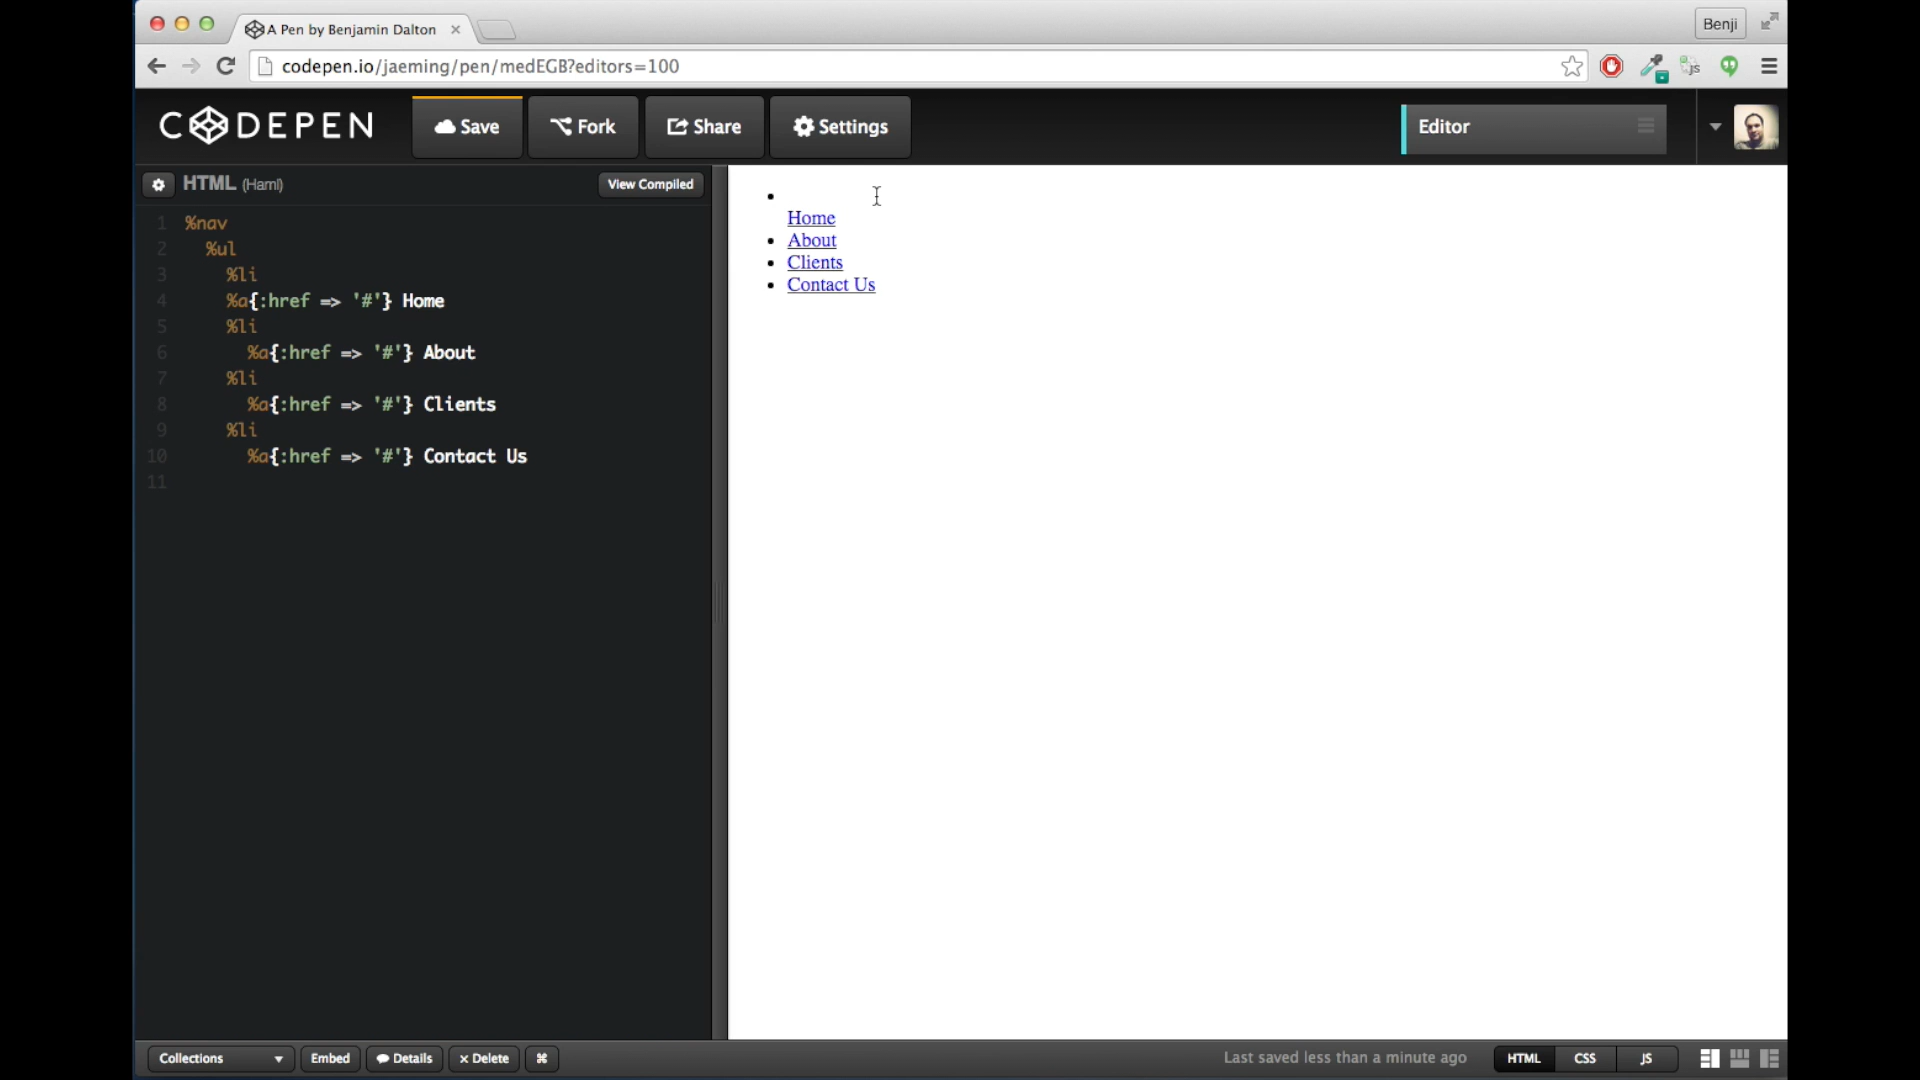 A Pen by Benjamin Dalton
Benji
codepen.io/jaeming/pen/medEGB?editors=100
CODEPEN
Save
Fork
Share
Settings
Editor
HTML (Haml)
View Compiled
1 %nav
2 %ul
3 %li
4 %a{:href => '#'} Home
5 %li
6 %a{:href => '#'} About
7 %li
8 %a{:href => '#'} Clients
9 %li
10 %a{:href => '#'} Contact Us
11
Home
About
Clients
Contact Us
Collections
Embed
Details
x Delete
⌘
Last saved less than a minute ago
HTML
CSS
JS